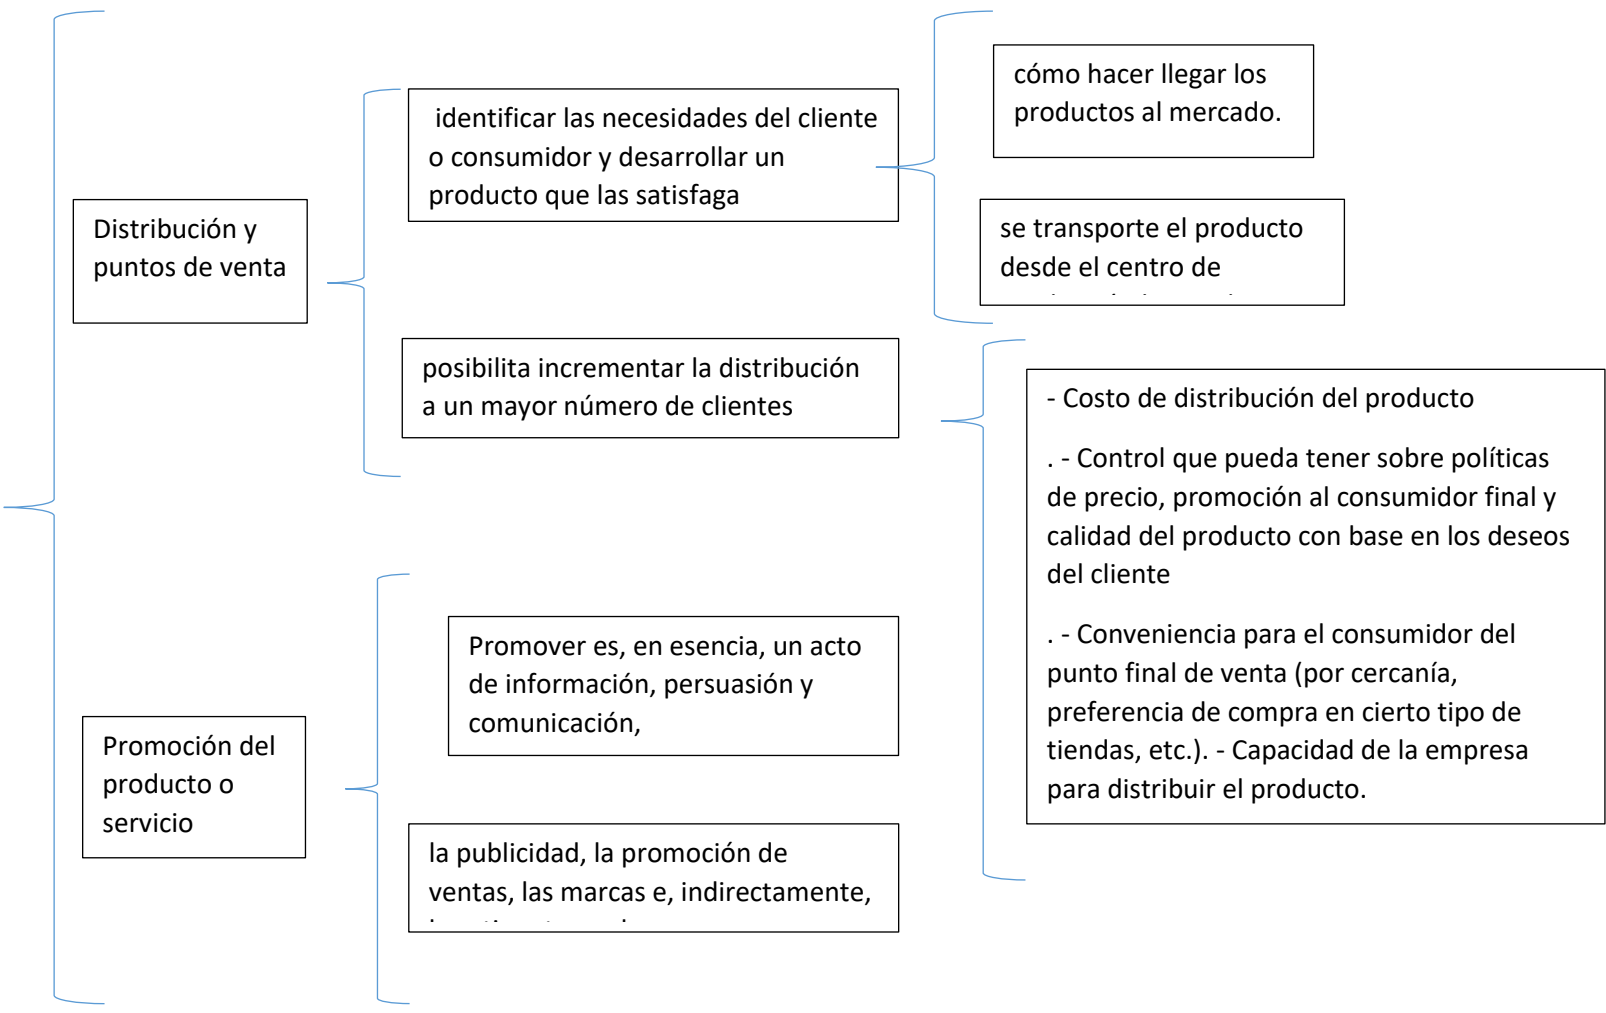 Distribución y
puntos de venta
identificar las necesidades del cliente
o consumidor y desarrollar un
producto que las satisfaga
cómo hacer llegar los
productos al mercado.
se transporte el producto
desde el centro de
posibilita incrementar la distribución
a un mayor número de clientes
- Costo de distribución del producto
. - Control que pueda tener sobre políticas
de precio, promoción al consumidor final y
calidad del producto con base en los deseos
del cliente
. - Conveniencia para el consumidor del
punto final de venta (por cercanía,
preferencia de compra en cierto tipo de
tiendas, etc.). - Capacidad de la empresa
para distribuir el producto.
Promoción del
producto o
servicio
Promover es, en esencia, un acto
de información, persuasión y
comunicación,
la publicidad, la promoción de
ventas, las marcas e, indirectamente,